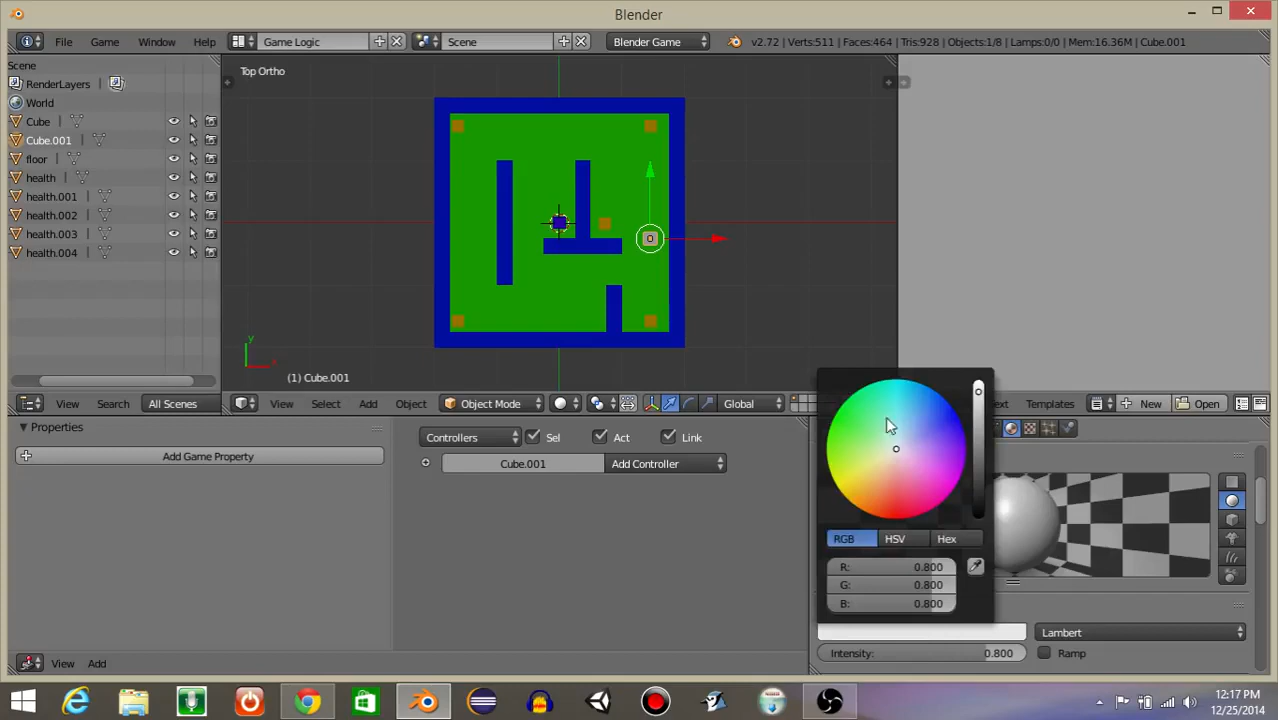 Blender
File Game Window Help Game Logic Scene Blender Game v2.72 | Verts:511 | Faces:464 | Tris:928 | Objects:1/8 | Lamps:0/0 | Mem:16.36M | Cube.001
Scene
RenderLayers
World
Cube
Cube.001
floor
health
health.001
health.002
health.003
health.004
Top Ortho
y
x
(1) Cube.001
View Search All Scenes
View Select Add Object Object Mode Global
Templates New Open
Properties
Add Game Property
Controllers Sel Act Link
Cube.001 Add Controller
RGB HSV Hex
R: 0.800
G: 0.800
B: 0.800
Lambert
Intensity: 0.800 Ramp
View Add
12:17 PM
12/25/2014